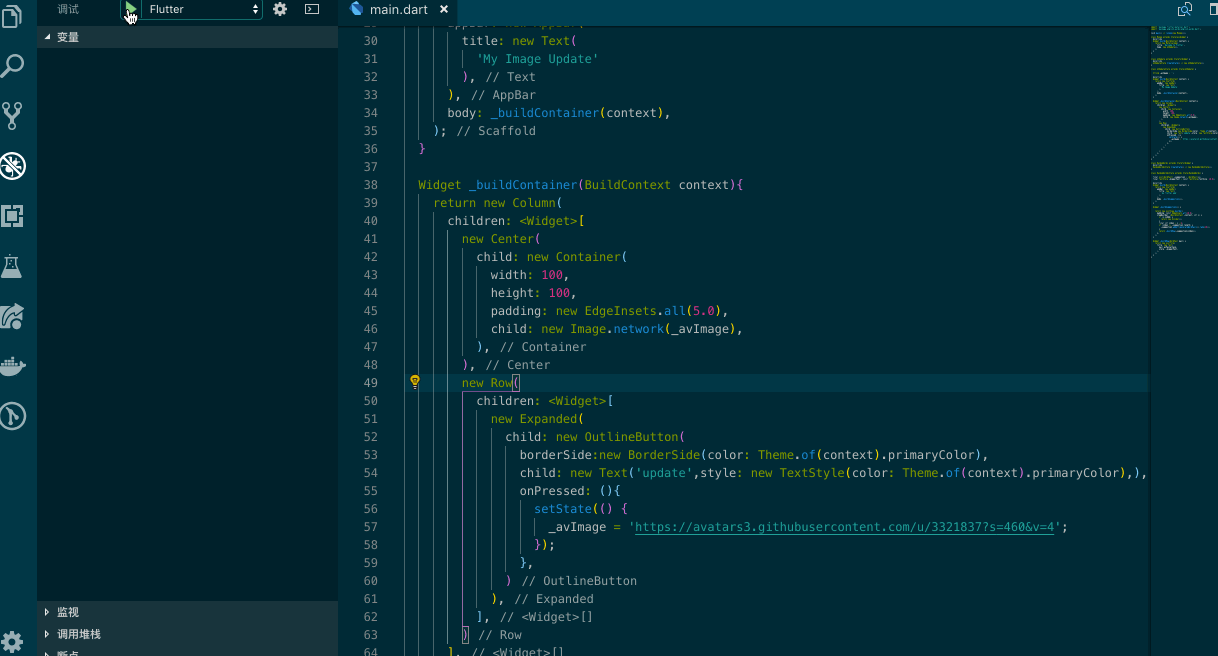 调试
Flutter
main.dart
变量
30 title: new Text(
31 'My Image Update'
32 ), // Text
33 ), // AppBar
34 body: _buildContainer(context),
35 ); // Scaffold
36 }
37
38 Widget _buildContainer(BuildContext context){
39 return new Column(
40 children: <Widget>[
41 new Center(
42 child: new Container(
43 width: 100,
44 height: 100,
45 padding: new EdgeInsets.all(5.0),
46 child: new Image.network(_avImage),
47 ), // Container
48 ), // Center
49 new Row(
50 children: <Widget>[
51 new Expanded(
52 child: new OutlineButton(
53 borderSide:new BorderSide(color: Theme.of(context).primaryColor),
54 child: new Text('update',style: new TextStyle(color: Theme.of(context).primaryColor),),
55 onPressed: (){
56 setState(() {
57 _avImage = 'https://avatars3.githubusercontent.com/u/3321837?s=460&v=4';
58 });
59 },
60 ) // OutlineButton
61 ), // Expanded
62 ], // <Widget>[]
63 ) // Row
64 ], // <Widget>[]
监视
调用堆栈
断点